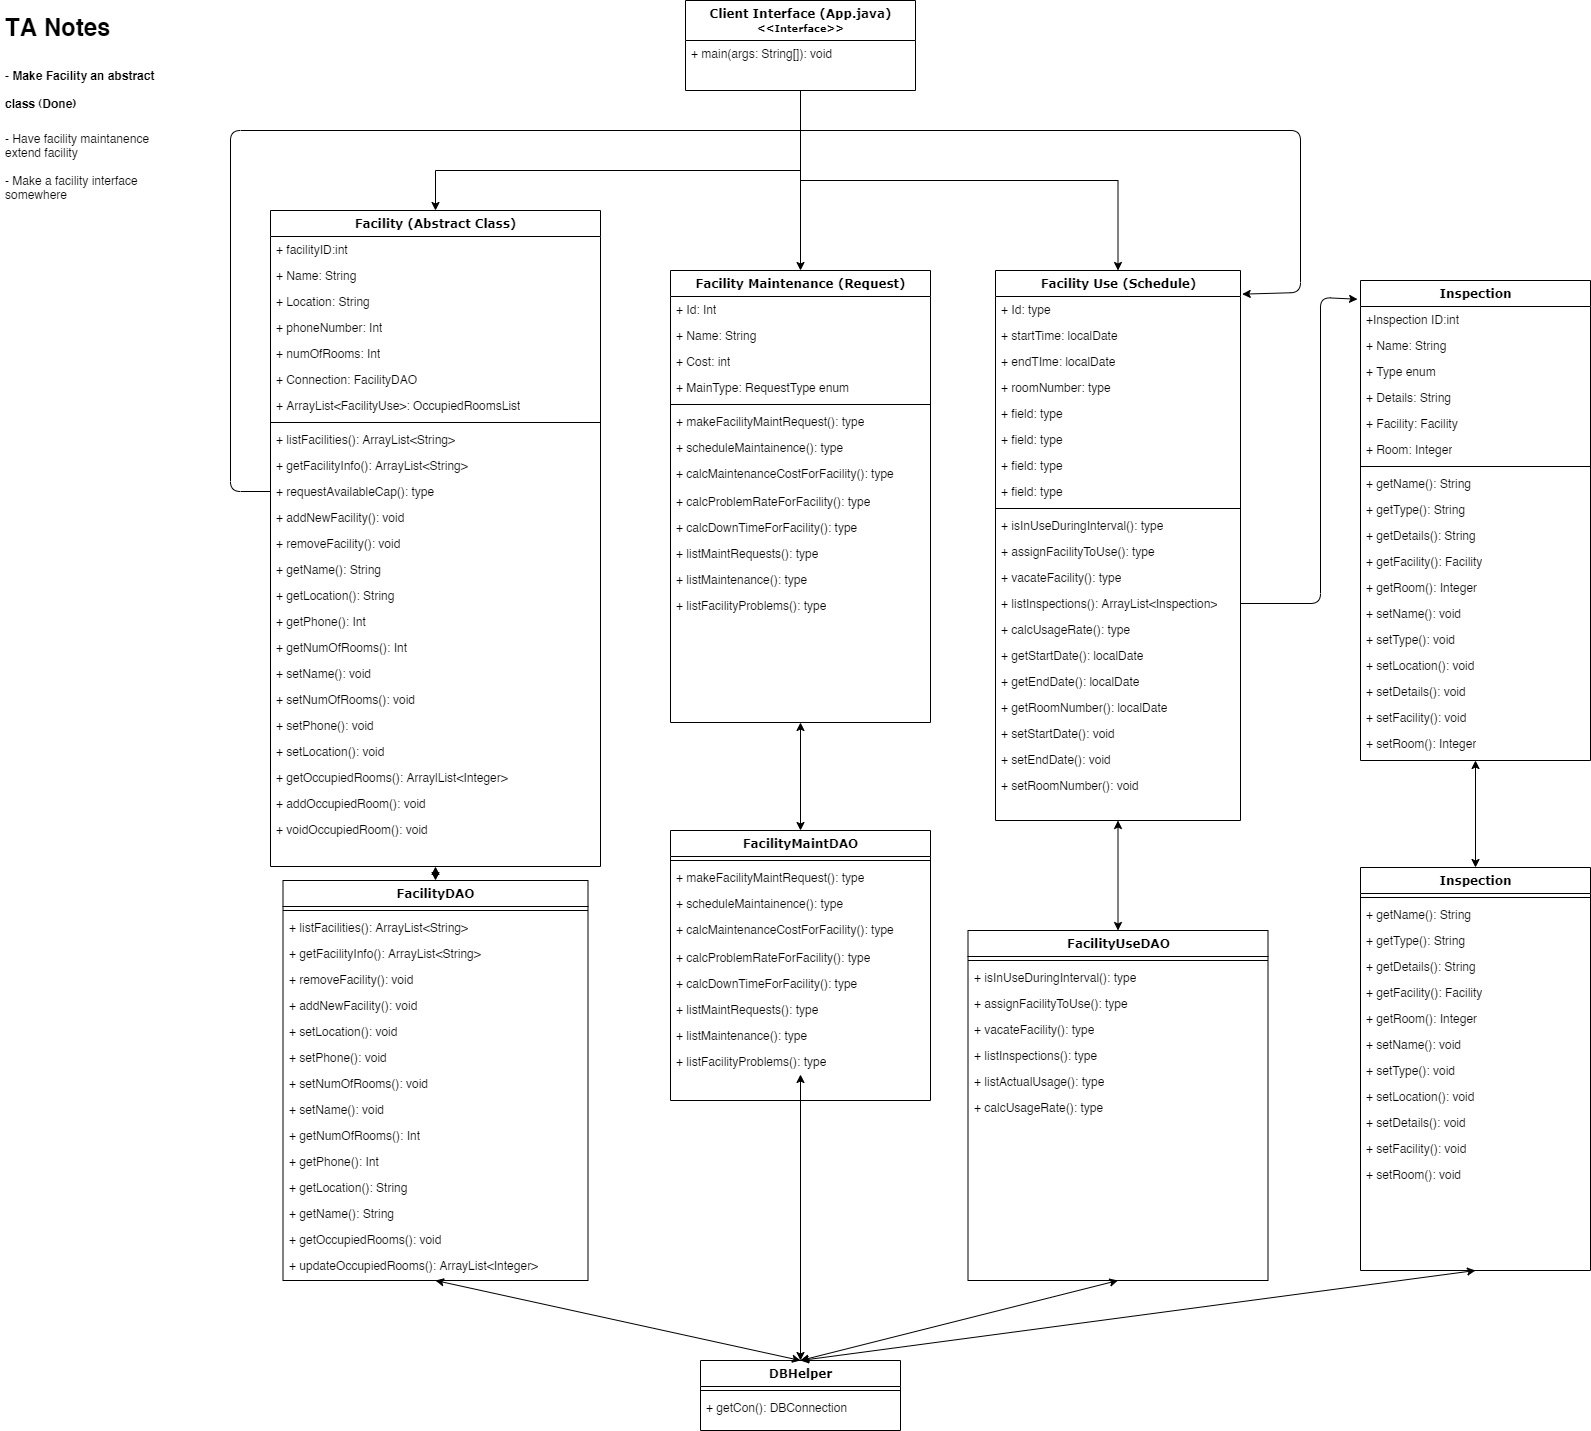 TA Notes
- Make Facility an abstract
class (Done)
- Have facility maintanence
extend facility
- Make a facility interface
somewhere
Client Interface (App.java)
<<Interface>>
+ main(args: String[]): void
Facility (Abstract Class)
+ facilityID:int
+ Name: String
+ Location: String
+ phoneNumber: Int
+ numOfRooms: Int
+ Connection: FacilityDAO
+ ArrayList<FacilityUse>: OccupiedRoomsList
+ listFacilities(): ArrayList<String>
+ getFacilityInfo(): ArrayList<String>
+ requestAvailableCap(): type
+ addNewFacility(): void
+ removeFacility(): void
+ getName(): String
+ getLocation(): String
+ getPhone(): Int
+ getNumOfRooms(): Int
+ setName(): void
+ setNumOfRooms(): void
+ setPhone(): void
+ setLocation(): void
+ getOccupiedRooms(): ArraylList<Integer>
+ addOccupiedRoom(): void
+ voidOccupiedRoom(): void
Facility Maintenance (Request)
+ Id: Int
+ Name: String
+ Cost: int
+ MainType: RequestType enum
+ makeFacilityMaintRequest(): type
+ scheduleMaintainence(): type
+ calcMaintenanceCostForFacility(): type
+ calcProblemRateForFacility(): type
+ calcDownTimeForFacility(): type
+ listMaintRequests(): type
+ listMaintenance(): type
+ listFacilityProblems(): type
Facility Use (Schedule)
+ Id: type
+ startTime: localDate
+ endTIme: localDate
+ roomNumber: type
+ field: type
+ field: type
+ field: type
+ field: type
+ isInUseDuringInterval(): type
+ assignFacilityToUse(): type
+ vacateFacility(): type
+ listInspections(): ArrayList<Inspection>
+ calcUsageRate(): type
+ getStartDate(): localDate
+ getEndDate(): localDate
+ getRoomNumber(): localDate
+ setStartDate(): void
+ setEndDate(): void
+ setRoomNumber(): void
Inspection
+Inspection ID:int
+ Name: String
+ Type enum
+ Details: String
+ Facility: Facility
+ Room: Integer
+ getName(): String
+ getType(): String
+ getDetails(): String
+ getFacility(): Facility
+ getRoom(): Integer
+ setName(): void
+ setType(): void
+ setLocation(): void
+ setDetails(): void
+ setFacility(): void
+ setRoom(): Integer
FacilityDAO
+ listFacilities(): ArrayList<String>
+ getFacilityInfo(): ArrayList<String>
+ removeFacility(): void
+ addNewFacility(): void
+ setLocation(): void
+ setPhone(): void
+ setNumOfRooms(): void
+ setName(): void
+ getNumOfRooms(): Int
+ getPhone(): Int
+ getLocation(): String
+ getName(): String
+ getOccupiedRooms(): void
+ updateOccupiedRooms(): ArrayList<Integer>
FacilityMaintDAO
+ makeFacilityMaintRequest(): type
+ scheduleMaintainence(): type
+ calcMaintenanceCostForFacility(): type
+ calcProblemRateForFacility(): type
+ calcDownTimeForFacility(): type
+ listMaintRequests(): type
+ listMaintenance(): type
+ listFacilityProblems(): type
FacilityUseDAO
+ isInUseDuringInterval(): type
+ assignFacilityToUse(): type
+ vacateFacility(): type
+ listInspections(): type
+ listActualUsage(): type
+ calcUsageRate(): type
Inspection
+ getName(): String
+ getType(): String
+ getDetails(): String
+ getFacility(): Facility
+ getRoom(): Integer
+ setName(): void
+ setType(): void
+ setLocation(): void
+ setDetails(): void
+ setFacility(): void
+ setRoom(): void
DBHelper
+ getCon(): DBConnection